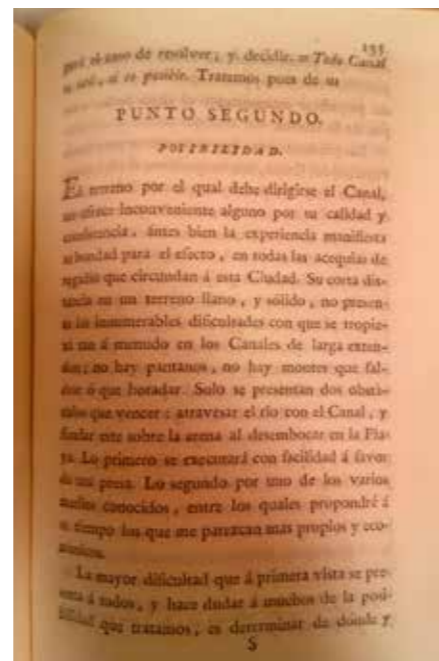 155
el caso de resolver; y decidir. = Todo Canal
es util, si es posible. Tratamos pues de su
PUNTO SEGUNDO.
POSIBILIDAD.
El terreno por el qual debe dirigirse el Canal,
no ofrece inconveniente alguno por su calidad y
, ántes bien la experiencia manifiesta
su bondad para el efecto, en todas las acequias de
regadío que circundan á esta Ciudad. Su corta dis-
tancia en un terreno llano, y sólido, no presen-
ta las innumerables dificultades con que se tropie-
za á menudo en los Canales de larga exten-
sion; no hay pantanos, no hay montes que fal-
dear ó que horadar. Solo se presentan dos obstá-
culos que vencer: atravesar el rio con el Canal, y
fundar este sobre la arena al desembocar en la Pla-
ya. Lo primero se executará con facilidad á favor
de una presa. Lo segundo por uno de los varios
medios conocidos, entre los quales propondré á
su tiempo los que me parezcan mas propios y eco-
nómicos.
La mayor dificultad que á primera vista se pre-
senta á todos, y hace dudar á muchos de la posi-
bilidad que tratamos, es determinar de dónde y
S